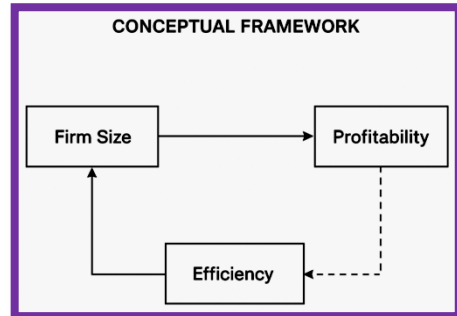 CONCEPTUAL FRAMEWORK
Firm Size
Profitability
Efficiency